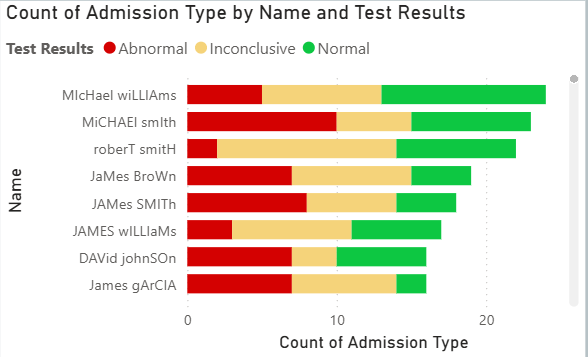 Count of Admission Type by Name and Test Results
Test Results Abnormal Inconclusive Normal
Name
MIcHael wiLLIAms
MiCHAEl smIth
roberT smitH
JaMes BroWn
JAMes SMITh
JAMES wILLIaMs
DAVid johnSOn
James gArCIA
0 10 20
Count of Admission Type